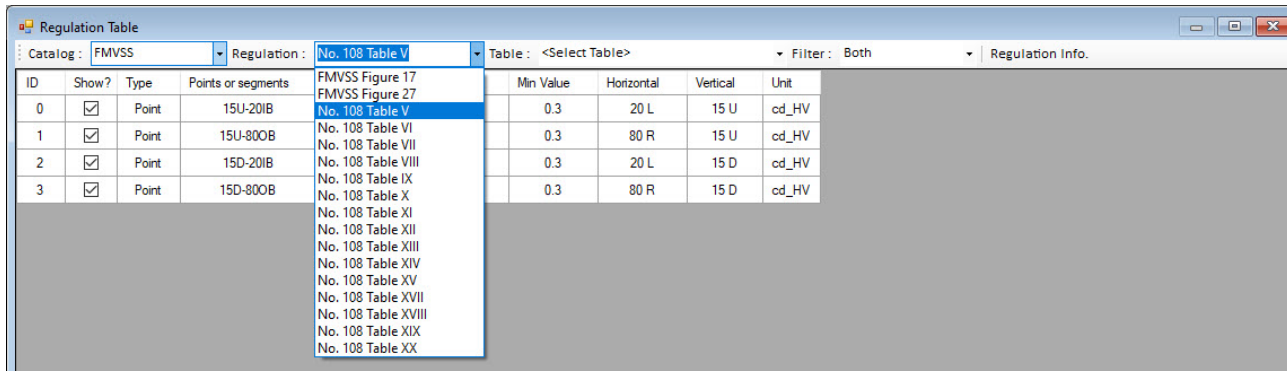 Regulation Table
Catalog : FMVSS Regulation : No. 108 Table V Table : <Select Table> Filter : Both Regulation Info.
ID Show? Type Points or segments Min Value Horizontal Vertical Unit
0 Point 15U-20IB 0.3 20 L 15 U cd_HV
1 Point 15U-80OB 0.3 80 R 15 U cd_HV
2 Point 15D-20IB 0.3 20 L 15 D cd_HV
3 Point 15D-80OB 0.3 80 R 15 D cd_HV
FMVSS Figure 17
FMVSS Figure 27
No. 108 Table V
No. 108 Table VI
No. 108 Table VII
No. 108 Table VIII
No. 108 Table IX
No. 108 Table X
No. 108 Table XI
No. 108 Table XII
No. 108 Table XIII
No. 108 Table XIV
No. 108 Table XV
No. 108 Table XVII
No. 108 Table XVIII
No. 108 Table XIX
No. 108 Table XX